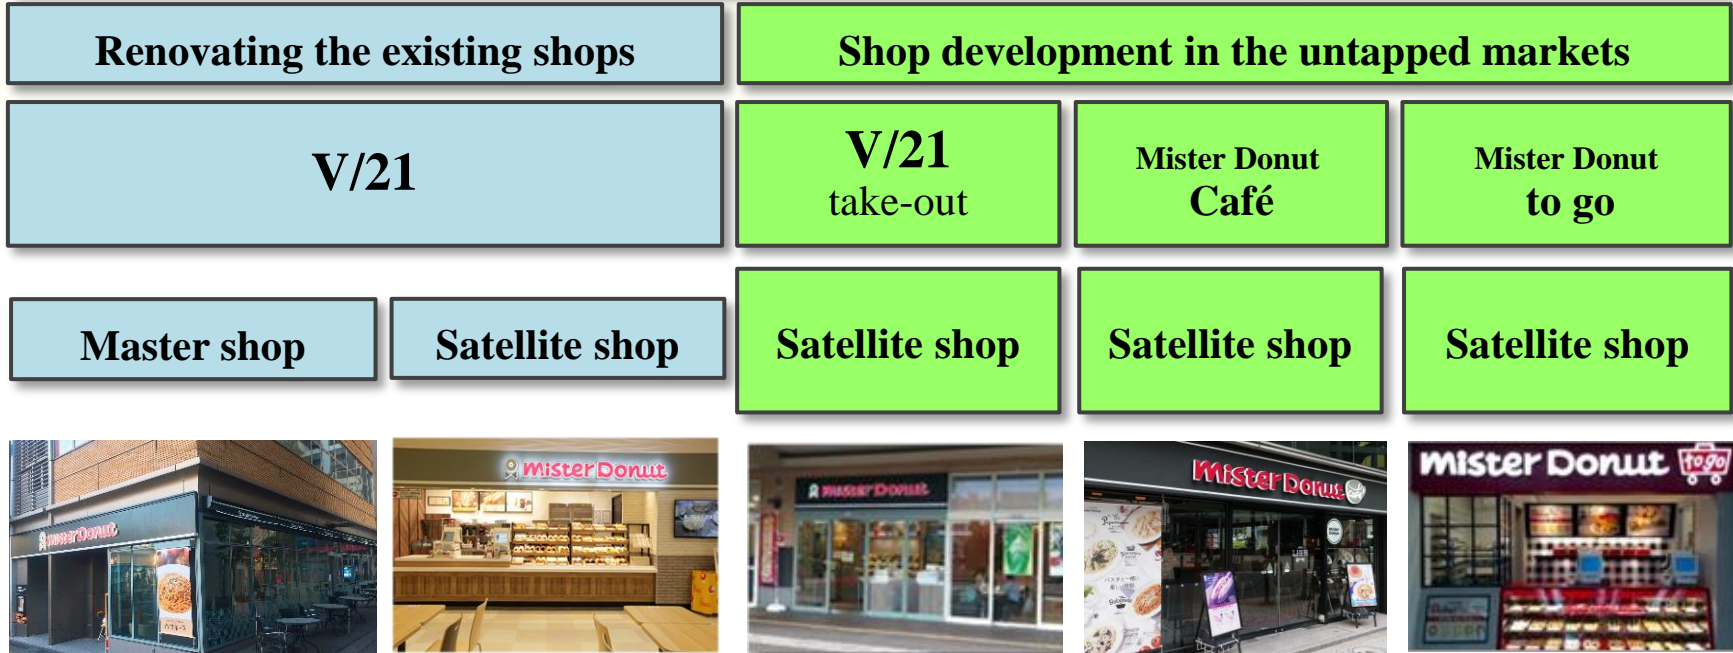 Renovating the existing shops
Shop development in the untapped markets
V/21
V/21
take-out
Mister Donut
Café
Mister Donut
to go
Master shop
Satellite shop
Satellite shop
Satellite shop
Satellite shop
mister Donut
mister Donut
mister Donut
mister Donut
mister Donut to go